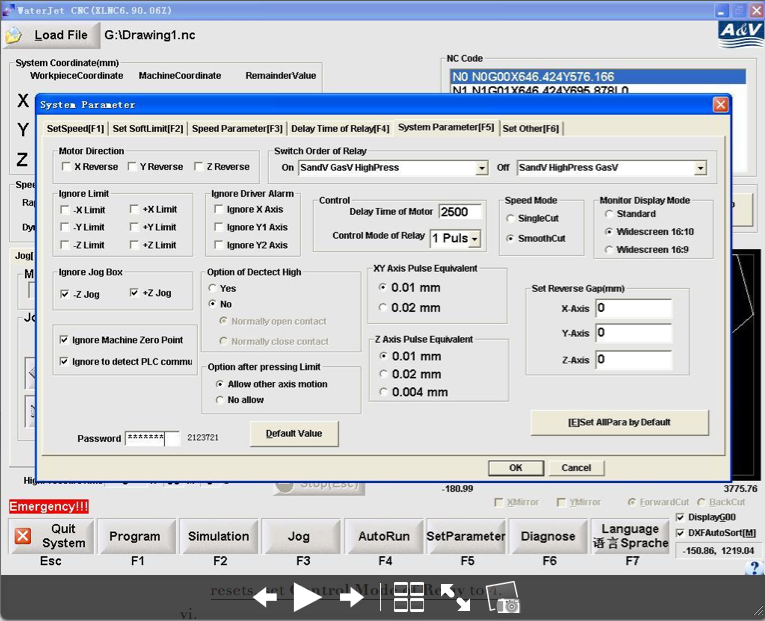 WaterJet CNC(XLNC6.90.06Z)
Load File G:\Drawing1.nc
A&V
System Coordinate(mm)
WorkpieceCoordinate MachineCoordinate RemainderValue
NC Code
N0 N0G00X646.424Y576.166
N1 N1G01X646.424Y695.878L0
X
Y
Z
System Parameter
SetSpeed[F1] Set SoftLimit[F2] Speed Parameter[F3] Delay Time of Relay[F4] System Parameter[F5] Set Other[F6]
Motor Direction
X Reverse Y Reverse Z Reverse
Switch Order of Relay
On SandV GasV HighPress Off SandV HighPress GasV
Ignore Limit
-X Limit +X Limit
-Y Limit +Y Limit
-Z Limit +Z Limit
Ignore Driver Alarm
Ignore X Axis
Ignore Y1 Axis
Ignore Y2 Axis
Control
Delay Time of Motor 2500
Control Mode of Relay 1 Puls
Speed Mode
SingleCut
SmoothCut
Monitor Display Mode
Standard
Widescreen 16:10
Widescreen 16:9
Ignore Jog Box
-Z Jog +Z Jog
Option of Dectect High
Yes
No
Normally open contact
Normally close contact
XY Axis Pulse Equivalent
0.01 mm
0.02 mm
Set Reverse Gap(mm)
X-Axis 0
Y-Axis 0
Z-Axis 0
Ignore Machine Zero Point
Ignore to detect PLC commu
Z Axis Pulse Equivalent
0.01 mm
0.02 mm
0.004 mm
Option after pressing Limit
Allow other axis motion
No allow
Password ******* 2123721
Default Value
[E]Set AllPara by Default
OK Cancel
Stop(Esc)
-180.99 3775.76
XMirror YMirror ForwardCut BackCut
Emergency!!!
Quit System Program Simulation Jog AutoRun SetParameter Diagnose Language 语言Sprache
Esc F1 F2 F3 F4 F5 F6 F7
DisplayG00
DXFAutoSort[M]
-150.86, 1219.04
?
resets, set Control Mode of Relay to
vi.